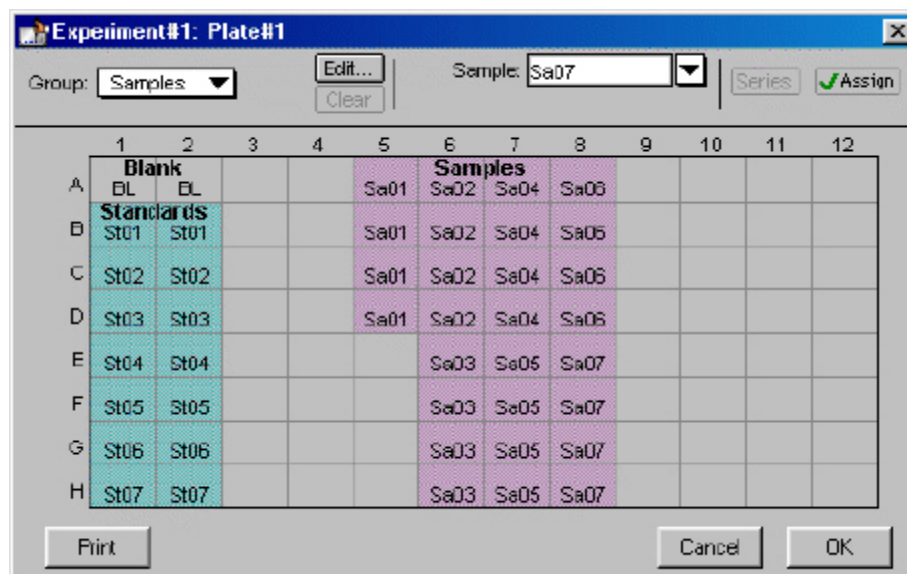 Experiment#1: Plate#1
Group: Samples Edit... Sample: Sa07 Series Assign
Clear
1 2 3 4 5 6 7 8 9 10 11 12
Blank Samples
A BL BL Sa01 Sa02 Sa04 Sa06
Standards
B St01 St01 Sa01 Sa02 Sa04 Sa06
C St02 St02 Sa01 Sa02 Sa04 Sa06
D St03 St03 Sa01 Sa02 Sa04 Sa06
E St04 St04 Sa03 Sa05 Sa07
F St05 St05 Sa03 Sa05 Sa07
G St06 St06 Sa03 Sa05 Sa07
H St07 St07 Sa03 Sa05 Sa07
Print Cancel OK